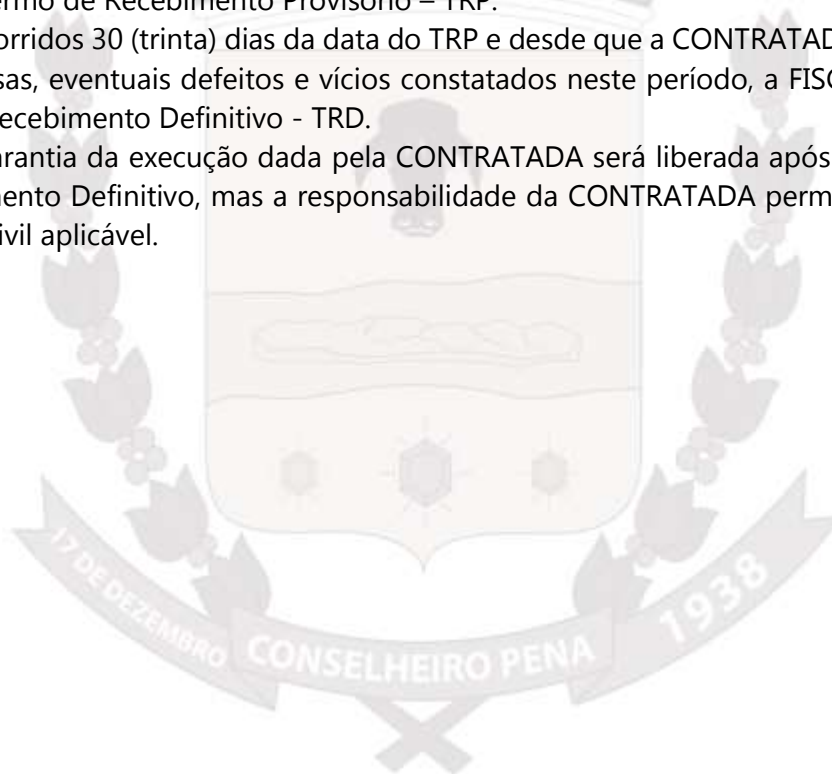 ermo de Recebimento Provisório – TRP.
orridos 30 (trinta) dias da data do TRP e desde que a CONTRATAD
sas, eventuais defeitos e vícios constatados neste período, a FISC
ecebimento Definitivo - TRD.
arantia da execução dada pela CONTRATADA será liberada após
ento Definitivo, mas a responsabilidade da CONTRATADA perm
ivil aplicável.
17 DE DEZEMBRO CONSELHEIRO PENA 1938